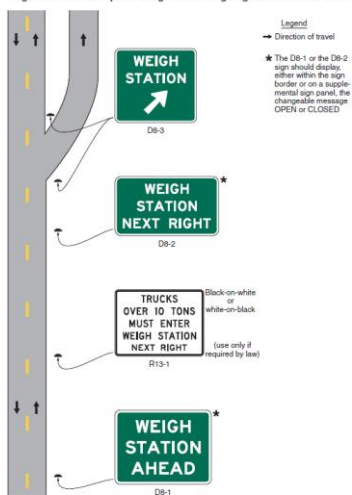 Legend
Direction of travel
★ The D8-1 or the D8-2
sign should display,
either within the sign
border or on a supple-
mental sign panel, the
changeable message
OPEN or CLOSED
WEIGH
STATION
D8-3
WEIGH
STATION
NEXT RIGHT
★
D8-2
TRUCKS
OVER 10 TONS
MUST ENTER
WEIGH STATION
NEXT RIGHT
R13-1
Black-on-white
or
white-on-black
(use only if
required by law)
WEIGH
STATION
AHEAD
★
D8-1